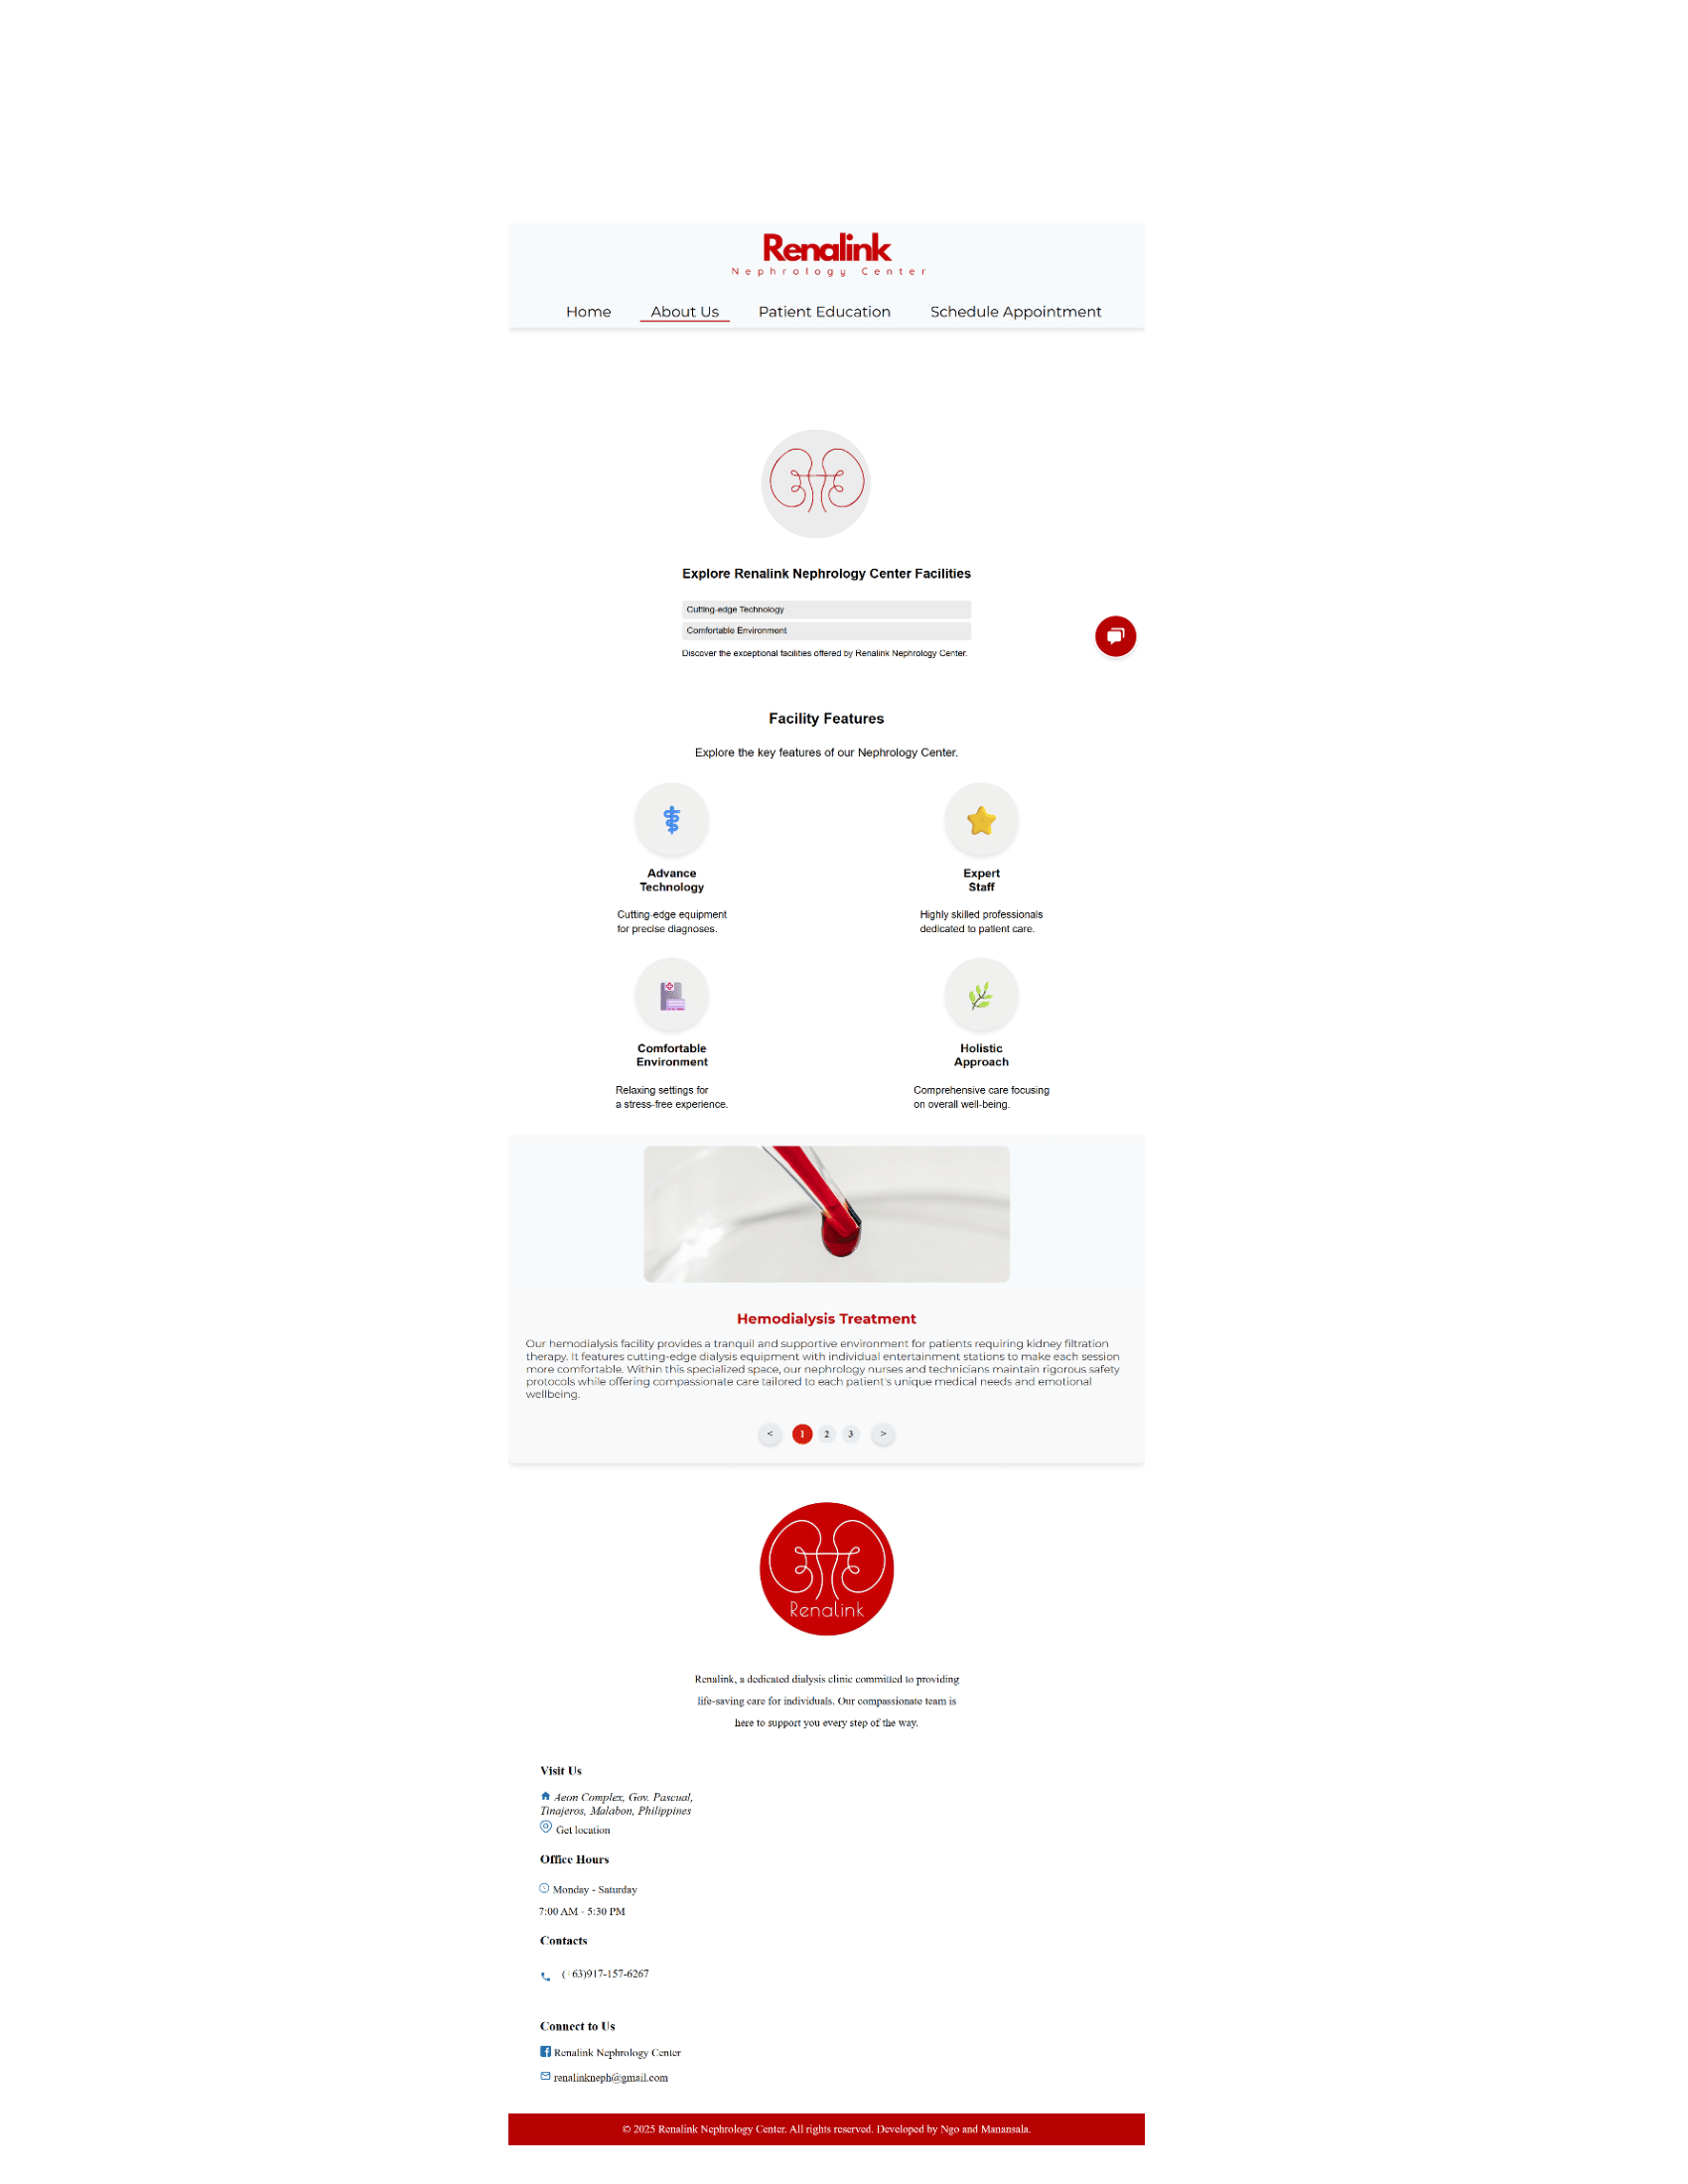 Renalink
Nephrology Center
Home About Us Patient Education Schedule Appointment
Explore Renalink Nephrology Center Facilities
Cutting-edge Technology
Comfortable Environment
Discover the exceptional facilities offered by Renalink Nephrology Center.
Facility Features
Explore the key features of our Nephrology Center.
Advance
Technology
Cutting-edge equipment
for precise diagnoses.
Expert
Staff
Highly skilled professionals
dedicated to patient care.
Comfortable
Environment
Relaxing settings for
a stress-free experience.
Holistic
Approach
Comprehensive care focusing
on overall well-being.
Hemodialysis Treatment
Our hemodialysis facility provides a tranquil and supportive environment for patients requiring kidney filtration
therapy. It features cutting-edge dialysis equipment with individual entertainment stations to make each session
more comfortable. Within this specialized space, our nephrology nurses and technicians maintain rigorous safety
protocols while offering compassionate care tailored to each patient's unique medical needs and emotional
wellbeing.
< 1 2 3 >
Renalink
Renalink, a dedicated dialysis clinic committed to providing
life-saving care for individuals. Our compassionate team is
here to support you every step of the way.
Visit Us
Aeon Complex, Gov. Pascual,
Tinajeros, Malabon, Philippines
Get location
Office Hours
Monday - Saturday
7:00 AM - 5:30 PM
Contacts
(+63)917-157-6267
Connect to Us
Renalink Nephrology Center
renalinkneph@gmail.com
© 2025 Renalink Nephrology Center. All rights reserved. Developed by Ngo and Manansala.